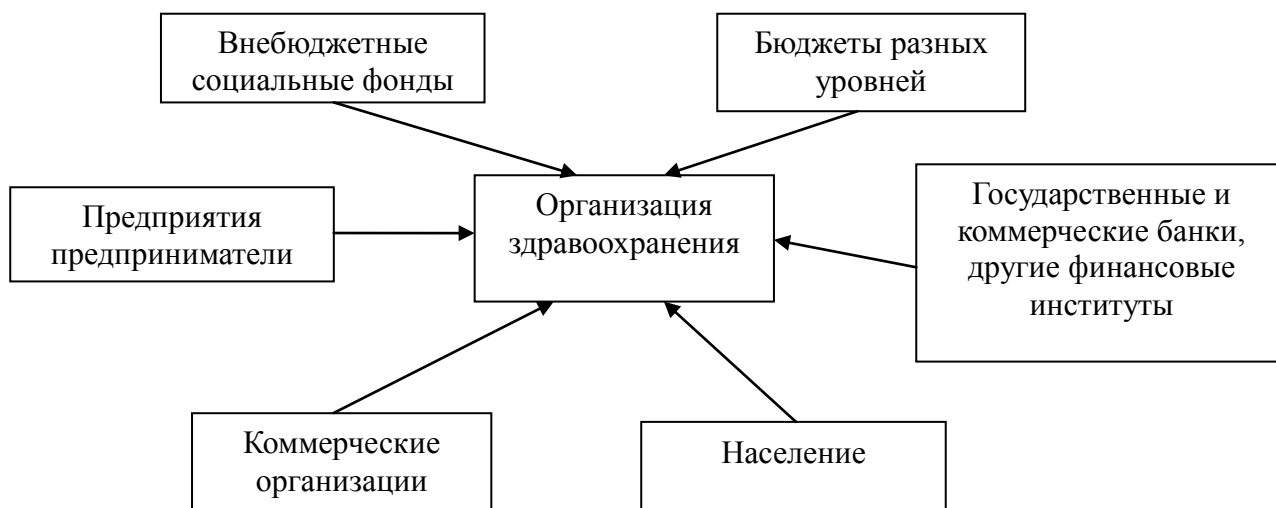 Внебюджетные
социальные фонды
Бюджеты разных
уровней
Предприятия
предприниматели
Организация
здравоохранения
Государственные и
коммерческие банки,
другие финансовые
институты
Коммерческие
организации
Население